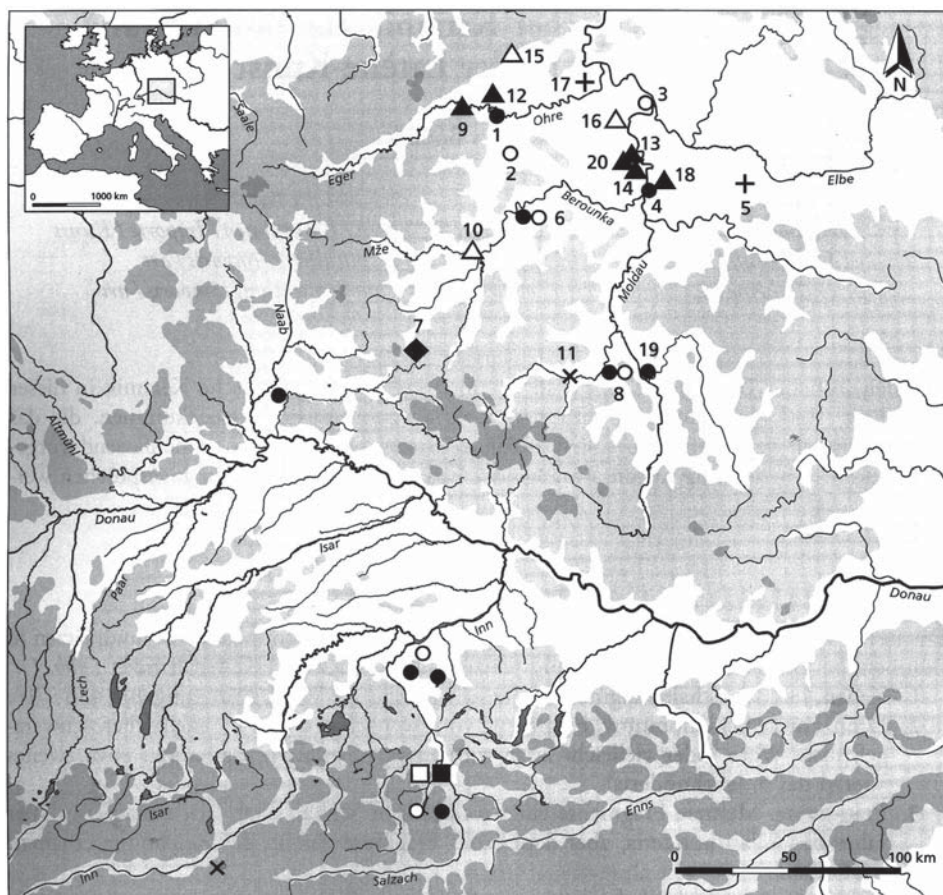 15
17
N
12
3
9
1
Ohre
16
Saale
13
2
20
18
Eger
14
Elbe
4
5
Berounka
6
0 1000 km
10
Mže
Moldau
Naab
7
11
19
8
Altmühl
Donau
Isar
Paar
Donau
Inn
Lech
Enns
Isar
Inn
Salzach
0 50 100 km